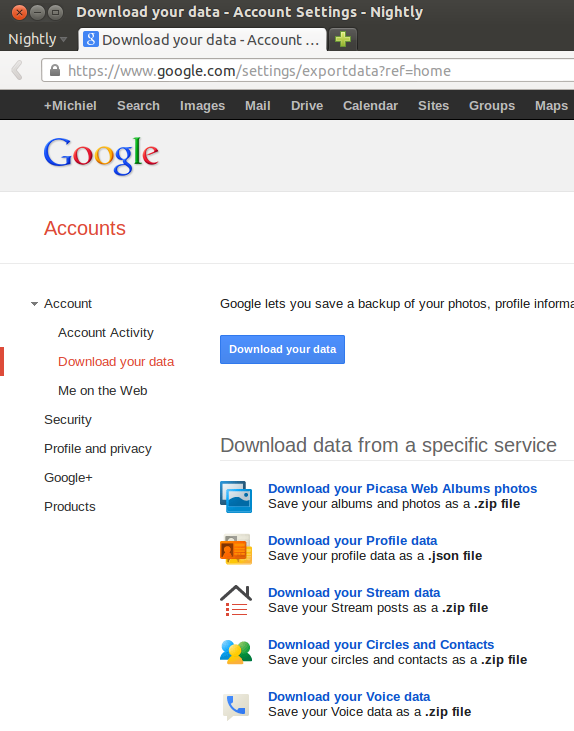 Download your data - Account Settings - Nightly
Nightly
Download your data - Account ...
https://www.google.com/settings/exportdata?ref=home
+Michiel Search Images Mail Drive Calendar Sites Groups Maps
Google
Accounts
Account
Account Activity
Download your data
Me on the Web
Security
Profile and privacy
Google+
Products
Google lets you save a backup of your photos, profile informa
Download your data
Download data from a specific service
Download your Picasa Web Albums photos
Save your albums and photos as a .zip file
Download your Profile data
Save your profile data as a .json file
Download your Stream data
Save your Stream posts as a .zip file
Download your Circles and Contacts
Save your circles and contacts as a .zip file
Download your Voice data
Save your Voice data as a .zip file